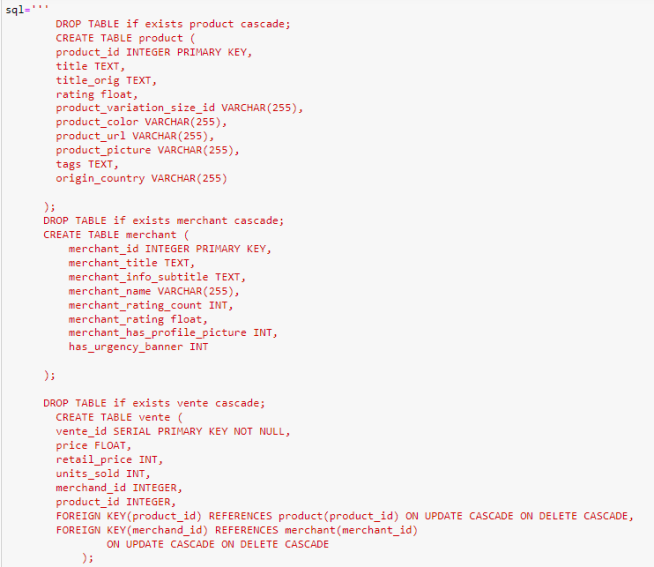 sql='''
DROP TABLE if exists product cascade;
CREATE TABLE product (
product_id INTEGER PRIMARY KEY,
title TEXT,
title_orig TEXT,
rating float,
product_variation_size_id VARCHAR(255),
product_color VARCHAR(255),
product_url VARCHAR(255),
product_picture VARCHAR(255),
tags TEXT,
origin_country VARCHAR(255)
);
DROP TABLE if exists merchant cascade;
CREATE TABLE merchant (
merchant_id INTEGER PRIMARY KEY,
merchant_title TEXT,
merchant_info_subtitle TEXT,
merchant_name VARCHAR(255),
merchant_rating_count INT,
merchant_rating float,
merchant_has_profile_picture INT,
has_urgency_banner INT
);
DROP TABLE if exists vente cascade;
CREATE TABLE vente (
vente_id SERIAL PRIMARY KEY NOT NULL,
price FLOAT,
retail_price INT,
units_sold INT,
merchand_id INTEGER,
product_id INTEGER,
FOREIGN KEY(product_id) REFERENCES product(product_id) ON UPDATE CASCADE ON DELETE CASCADE,
FOREIGN KEY(merchand_id) REFERENCES merchant(merchant_id)
ON UPDATE CASCADE ON DELETE CASCADE
);